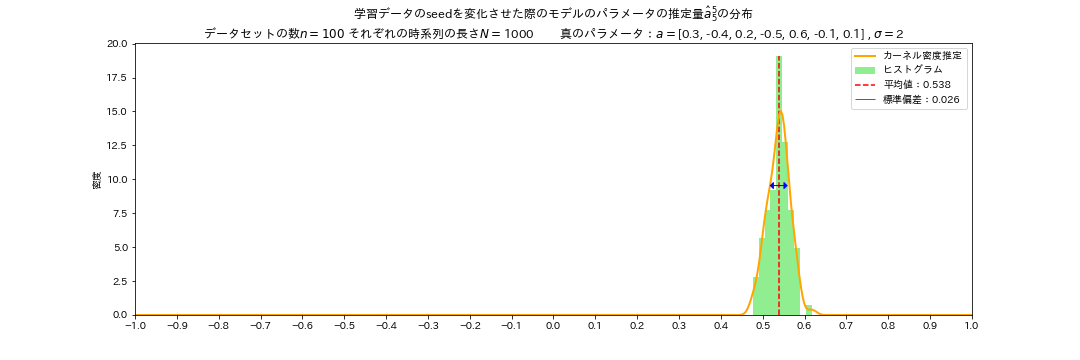 学習データのseedを変化させた際のモデルのパラメータの推定量$\hat{a}_5^5$の分布
データセットの数n = 100 それぞれの時系列の長さN = 1000 真のパラメータ：a = [0.3, -0.4, 0.2, -0.5, 0.6, -0.1, 0.1] , σ = 2
20.0
カーネル密度推定
ヒストグラム
平均値：0.538
標準偏差：0.026
17.5
15.0
12.5
密度
10.0
7.5
5.0
2.5
0.0
−1.0 −0.9 −0.8 −0.7 −0.6 −0.5 −0.4 −0.3 −0.2 −0.1 0.0 0.1 0.2 0.3 0.4 0.5 0.6 0.7 0.8 0.9 1.0